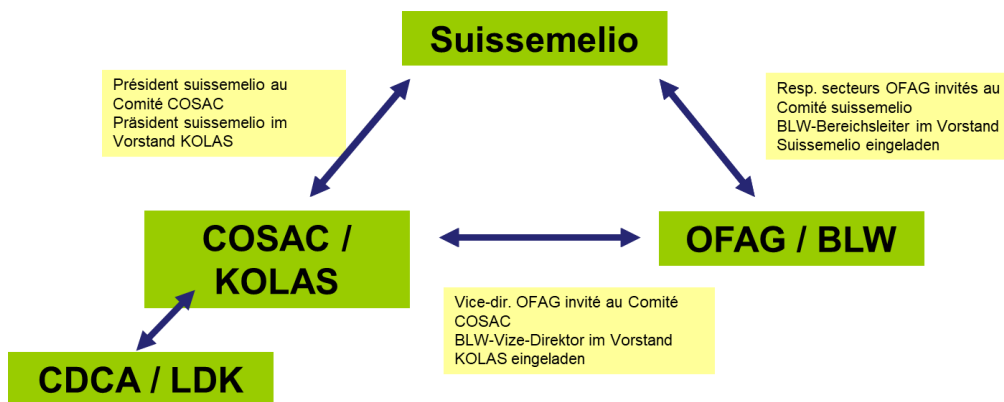 Suissemelio
Président suissemelio au
Comité COSAC
Präsident suissemelio im
Vorstand KOLAS
Resp. secteurs OFAG invités au
Comité suissemelio
BLW-Bereichsleiter im Vorstand
Suissemelio eingeladen
COSAC /
KOLAS
OFAG / BLW
Vice-dir. OFAG invité au Comité
COSAC
BLW-Vize-Direktor im Vorstand
KOLAS eingeladen
CDCA / LDK